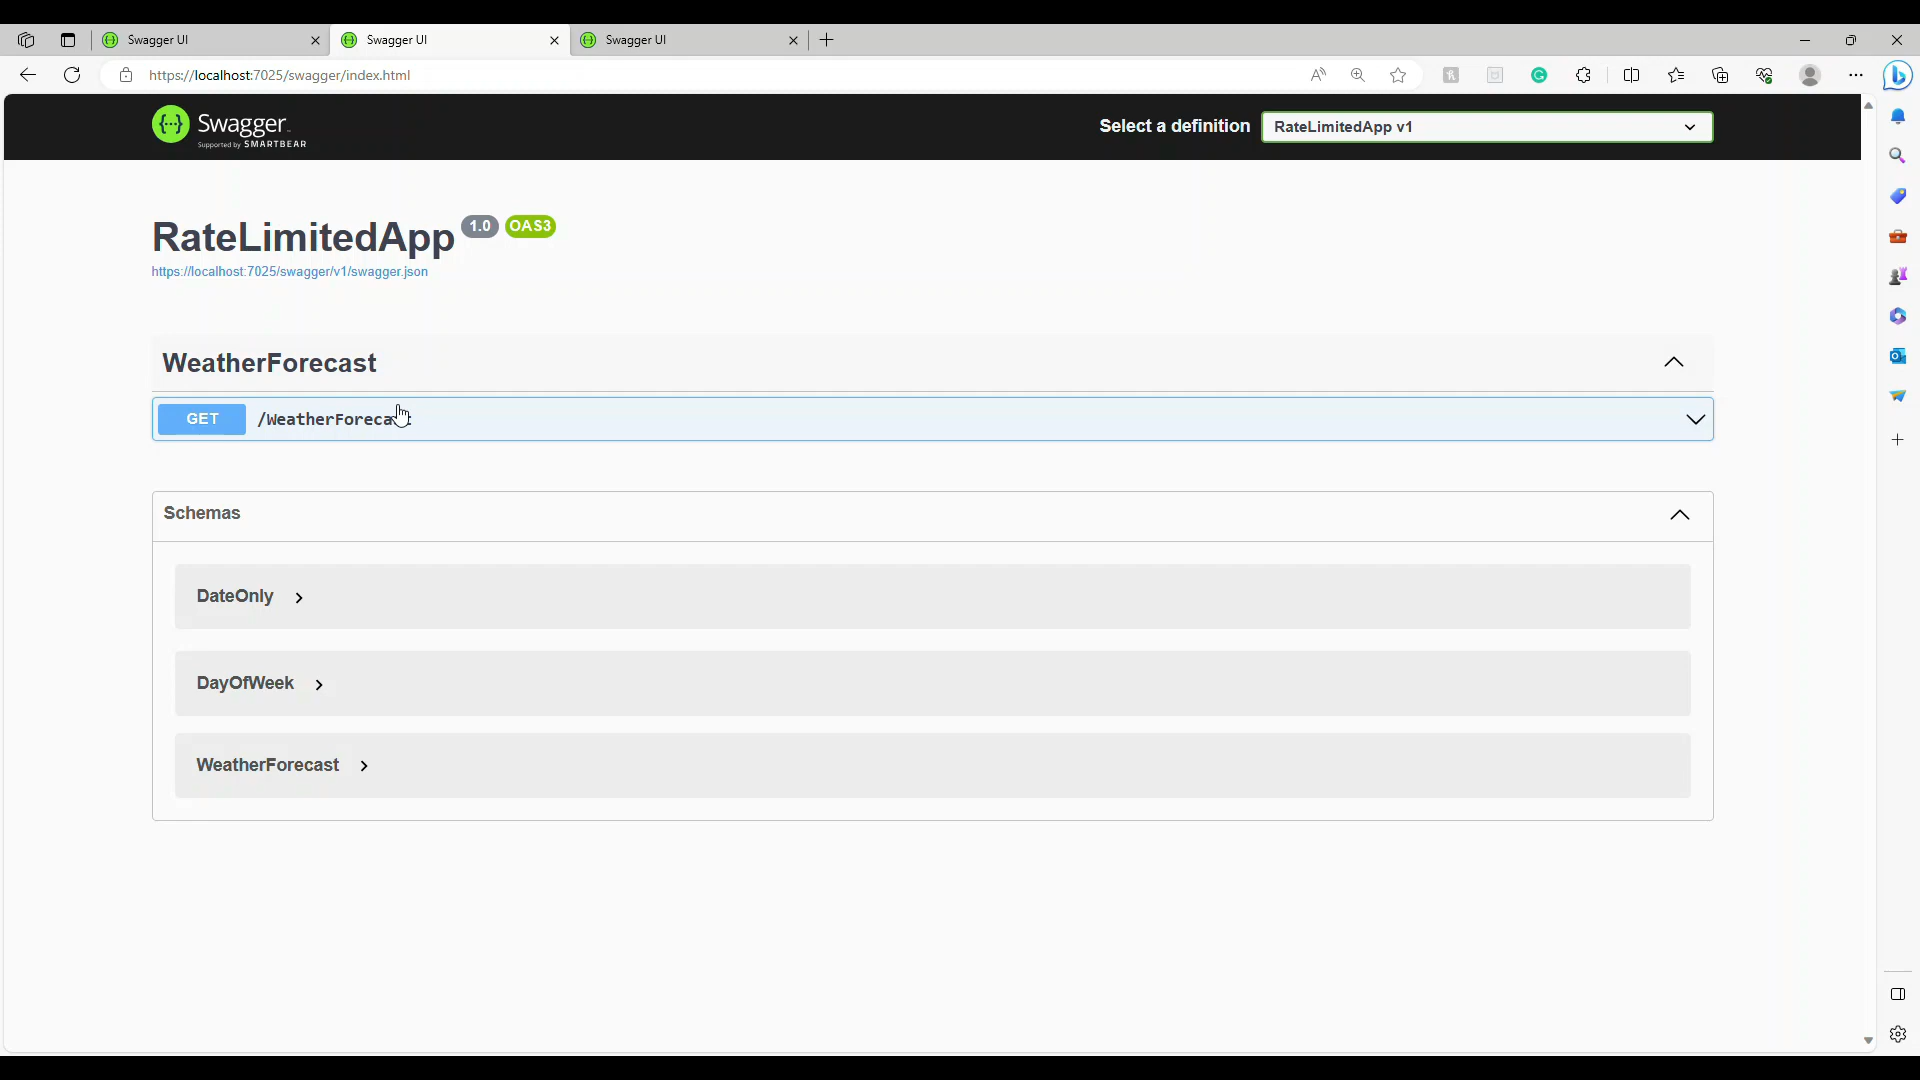 Swagger UI
Swagger UI
Swagger UI
https://localhost:7025/swagger/index.html
Swagger
Supported by SMARTBEAR
Select a definition
RateLimitedApp v1
RateLimitedApp 1.0 OAS3
https://localhost:7025/swagger/v1/swagger.json
WeatherForecast
GET /WeatherForecast
Schemas
DateOnly
DayOfWeek
WeatherForecast